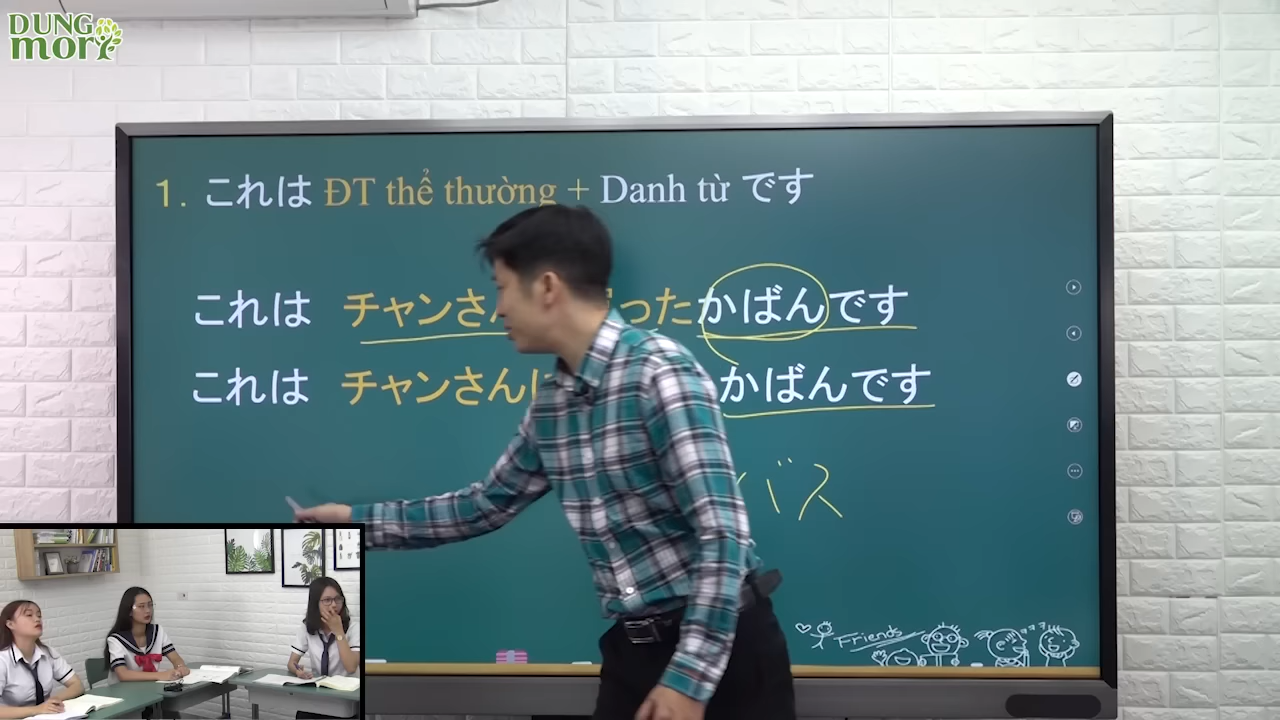 DUNG
mori
1. これは ĐT thể thường + Danh từ です
これは チャンさ ったかばんです
これは チャンさんに かばんです
バス
Friends